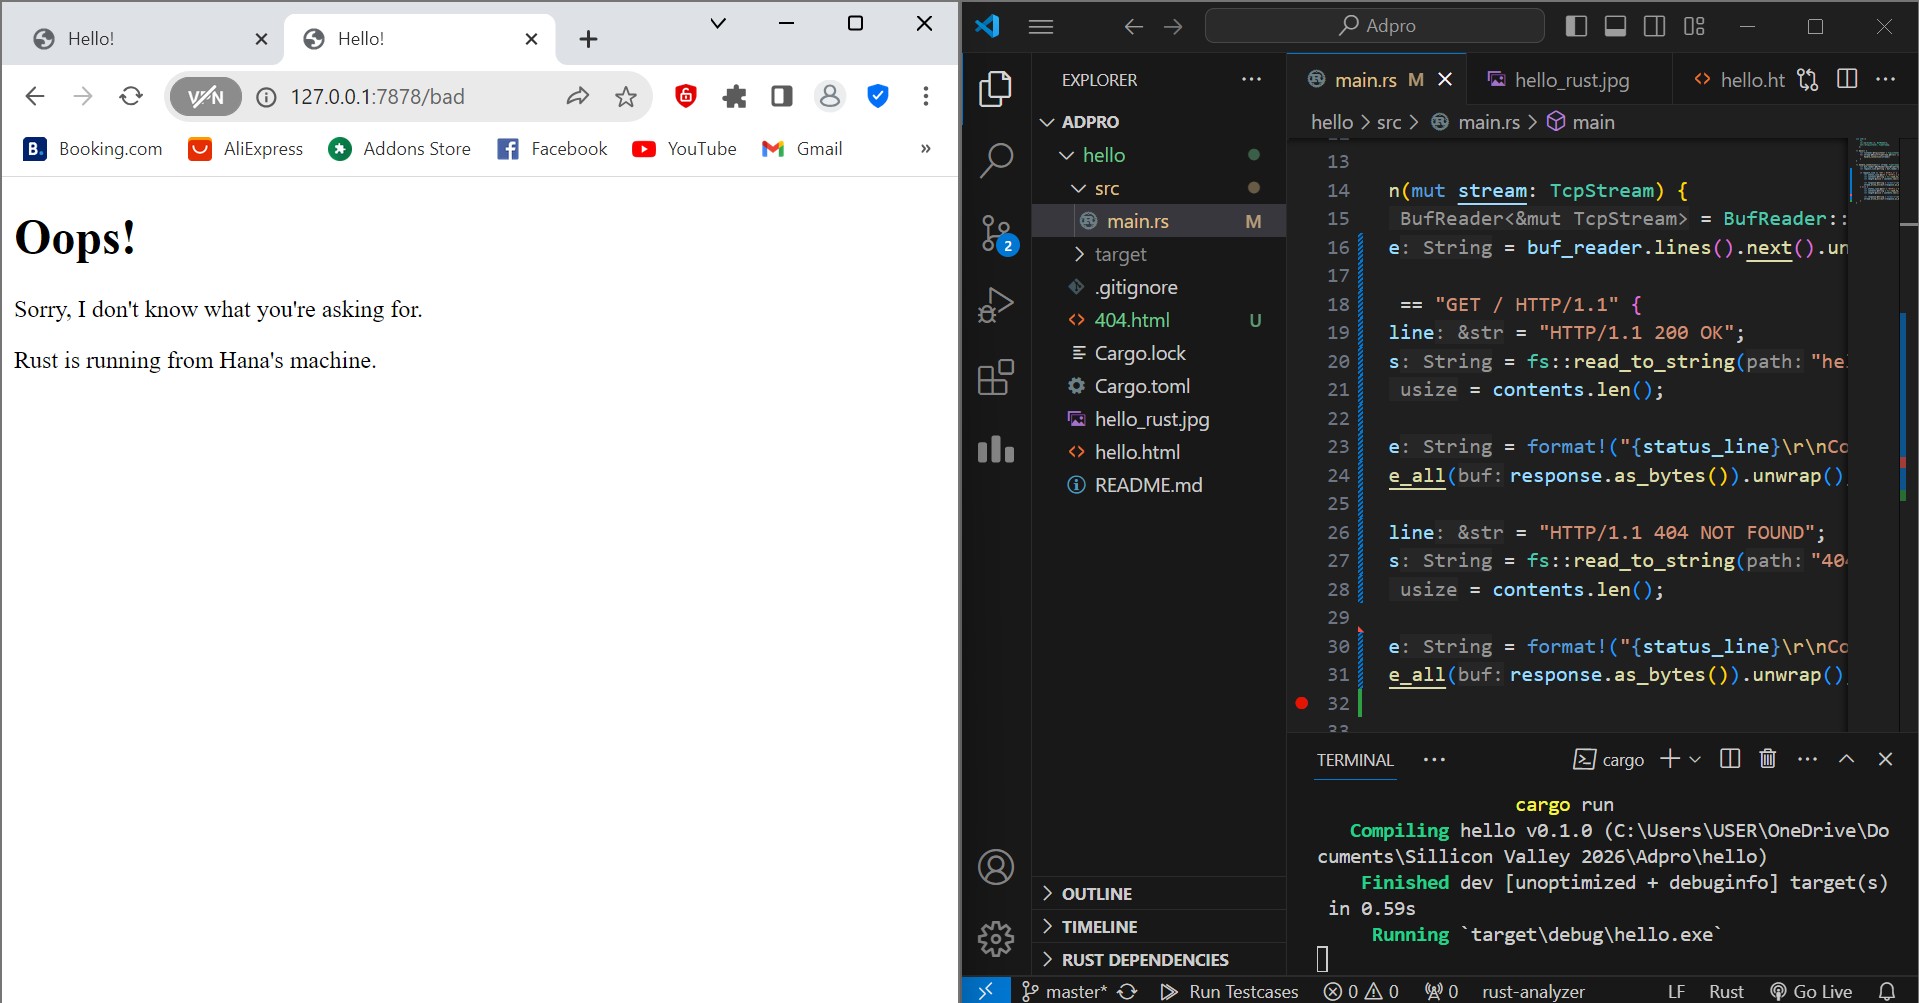 Hello!
Hello!
VPN
127.0.0.1:7878/bad
B. Booking.com
AliExpress
Addons Store
Facebook
YouTube
Gmail
»
Oops!
Sorry, I don't know what you're asking for.
Rust is running from Hana's machine.
Adpro
EXPLORER
ADPRO
hello
src
main.rs M
target
.gitignore
404.html U
Cargo.lock
Cargo.toml
hello_rust.jpg
hello.html
README.md
2
OUTLINE
TIMELINE
RUST DEPENDENCIES
main.rs M
hello_rust.jpg
hello.ht
hello > src > main.rs > main
13
14 n(mut stream: TcpStream) {
15 BufReader<&mut TcpStream> = BufReader::
16 e: String = buf_reader.lines().next().un
17
18 == "GET / HTTP/1.1" {
19 line: &str = "HTTP/1.1 200 OK";
20 s: String = fs::read_to_string(path: "hel
21 usize = contents.len();
22
23 e: String = format!("{status_line}\r\nCo
24 e_all(buf: response.as_bytes()).unwrap()
25
26 line: &str = "HTTP/1.1 404 NOT FOUND";
27 s: String = fs::read_to_string(path: "404
28 usize = contents.len();
29
30 e: String = format!("{status_line}\r\nCo
31 e_all(buf: response.as_bytes()).unwrap()
32
33
TERMINAL
cargo
cargo run
Compiling hello v0.1.0 (C:\Users\USER\OneDrive\Do
cuments\Sillicon Valley 2026\Adpro\hello)
Finished dev [unoptimized + debuginfo] target(s)
in 0.59s
Running `target\debug\hello.exe`
master* Run Testcases 0 0 0 rust-analyzer LF Rust Go Live